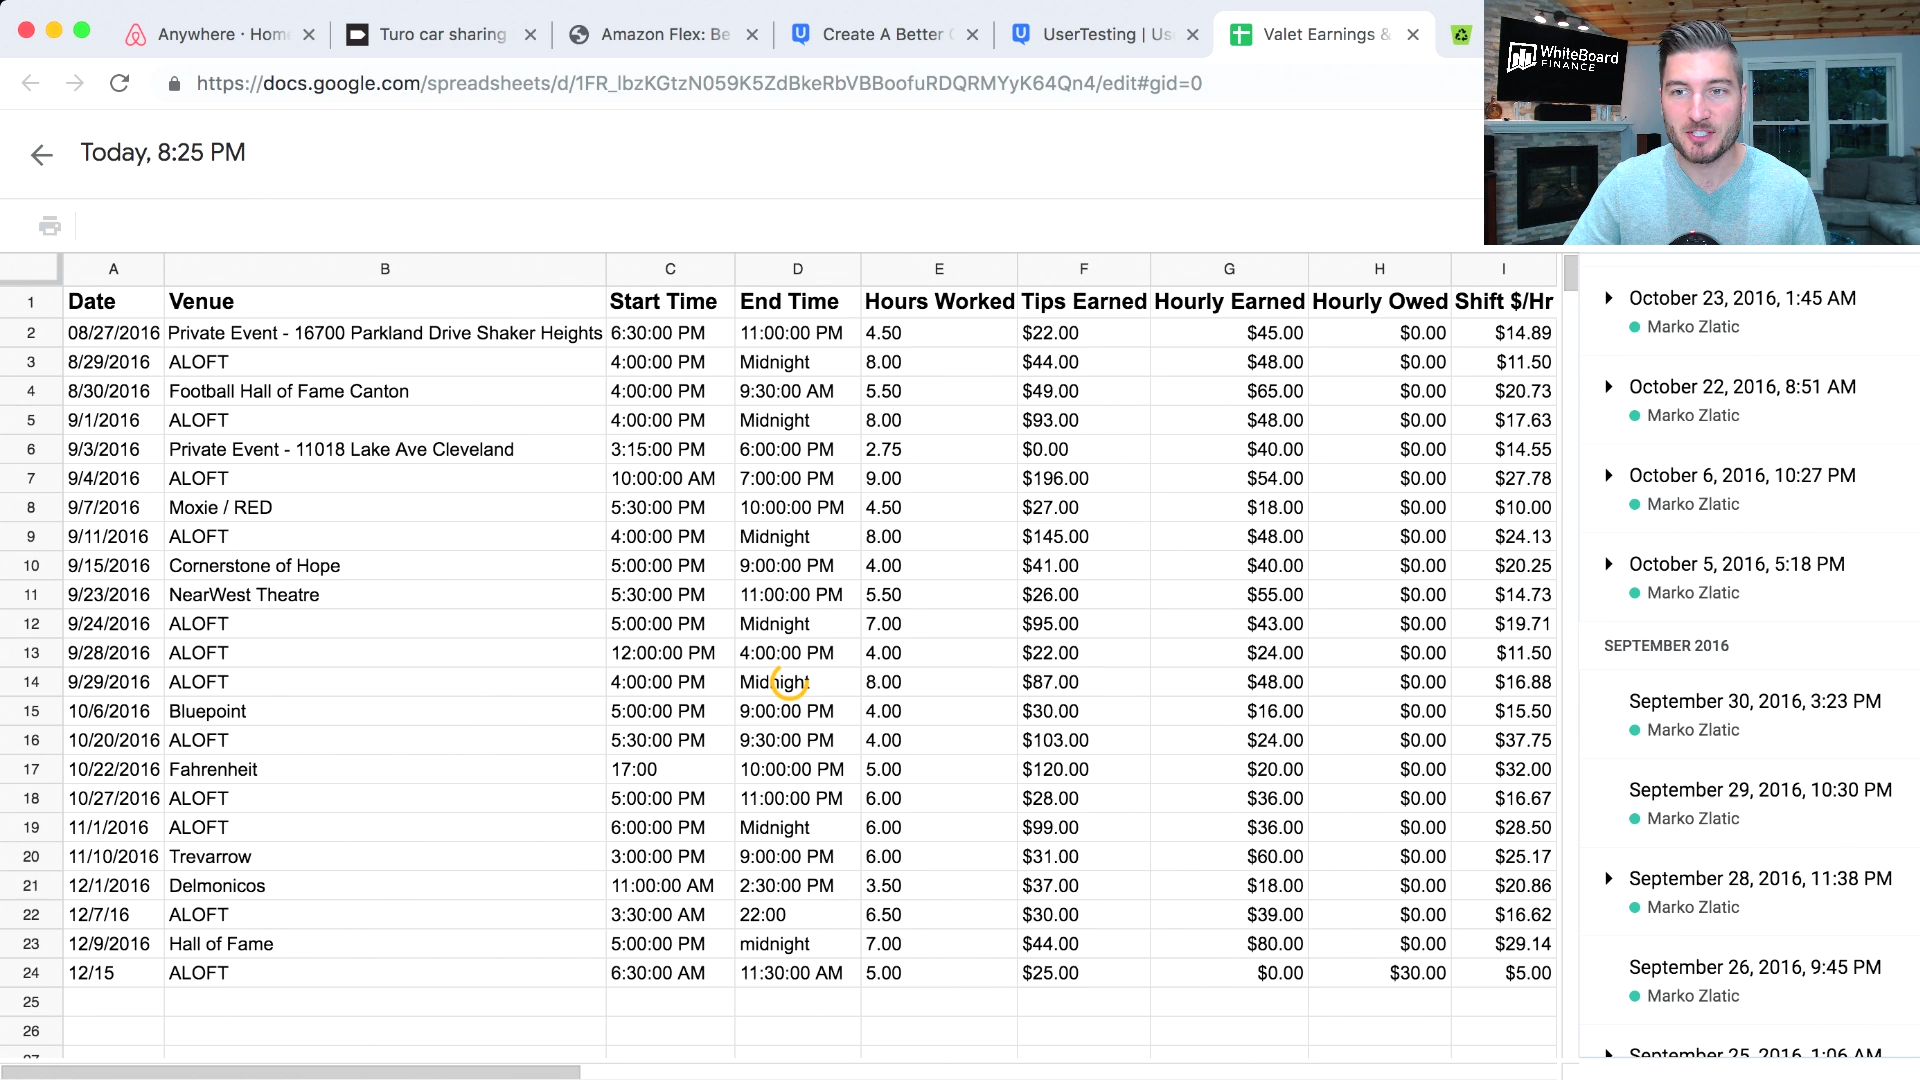 Anywhere · Hom
Turo car sharing
Amazon Flex: Be
Create A Better
UserTesting | Us
Valet Earnings &
https://docs.google.com/spreadsheets/d/1FR_lbzKGtzN059K5ZdBkeRbVBBoofuRDQRMYyK64Qn4/edit#gid=0
WhiteBoard
FINANCE
Today, 8:25 PM
A B C D E F G H I
1 Date Venue Start Time End Time Hours Worked Tips Earned Hourly Earned Hourly Owed Shift $/Hr
2 08/27/2016 Private Event - 16700 Parkland Drive Shaker Heights 6:30:00 PM 11:00:00 PM 4.50 $22.00 $45.00 $0.00 $14.89
3 8/29/2016 ALOFT 4:00:00 PM Midnight 8.00 $44.00 $48.00 $0.00 $11.50
4 8/30/2016 Football Hall of Fame Canton 4:00:00 PM 9:30:00 AM 5.50 $49.00 $65.00 $0.00 $20.73
5 9/1/2016 ALOFT 4:00:00 PM Midnight 8.00 $93.00 $48.00 $0.00 $17.63
6 9/3/2016 Private Event - 11018 Lake Ave Cleveland 3:15:00 PM 6:00:00 PM 2.75 $0.00 $40.00 $0.00 $14.55
7 9/4/2016 ALOFT 10:00:00 AM 7:00:00 PM 9.00 $196.00 $54.00 $0.00 $27.78
8 9/7/2016 Moxie / RED 5:30:00 PM 10:00:00 PM 4.50 $27.00 $18.00 $0.00 $10.00
9 9/11/2016 ALOFT 4:00:00 PM Midnight 8.00 $145.00 $48.00 $0.00 $24.13
10 9/15/2016 Cornerstone of Hope 5:00:00 PM 9:00:00 PM 4.00 $41.00 $40.00 $0.00 $20.25
11 9/23/2016 NearWest Theatre 5:30:00 PM 11:00:00 PM 5.50 $26.00 $55.00 $0.00 $14.73
12 9/24/2016 ALOFT 5:00:00 PM Midnight 7.00 $95.00 $43.00 $0.00 $19.71
13 9/28/2016 ALOFT 12:00:00 PM 4:00:00 PM 4.00 $22.00 $24.00 $0.00 $11.50
14 9/29/2016 ALOFT 4:00:00 PM Midnight 8.00 $87.00 $48.00 $0.00 $16.88
15 10/6/2016 Bluepoint 5:00:00 PM 9:00:00 PM 4.00 $30.00 $16.00 $0.00 $15.50
16 10/20/2016 ALOFT 5:30:00 PM 9:30:00 PM 4.00 $103.00 $24.00 $0.00 $37.75
17 10/22/2016 Fahrenheit 17:00 10:00:00 PM 5.00 $120.00 $20.00 $0.00 $32.00
18 10/27/2016 ALOFT 5:00:00 PM 11:00:00 PM 6.00 $28.00 $36.00 $0.00 $16.67
19 11/1/2016 ALOFT 6:00:00 PM Midnight 6.00 $99.00 $36.00 $0.00 $28.50
20 11/10/2016 Trevarrow 3:00:00 PM 9:00:00 PM 6.00 $31.00 $60.00 $0.00 $25.17
21 12/1/2016 Delmonicos 11:00:00 AM 2:30:00 PM 3.50 $37.00 $18.00 $0.00 $20.86
22 12/7/16 ALOFT 3:30:00 AM 22:00 6.50 $30.00 $39.00 $0.00 $16.62
23 12/9/2016 Hall of Fame 5:00:00 PM midnight 7.00 $44.00 $80.00 $0.00 $29.14
24 12/15 ALOFT 6:30:00 AM 11:30:00 AM 5.00 $25.00 $0.00 $30.00 $5.00
25
26
27
October 23, 2016, 1:45 AM
Marko Zlatic
October 22, 2016, 8:51 AM
Marko Zlatic
October 6, 2016, 10:27 PM
Marko Zlatic
October 5, 2016, 5:18 PM
Marko Zlatic
SEPTEMBER 2016
September 30, 2016, 3:23 PM
Marko Zlatic
September 29, 2016, 10:30 PM
Marko Zlatic
September 28, 2016, 11:38 PM
Marko Zlatic
September 26, 2016, 9:45 PM
Marko Zlatic
September 25, 2016, 1:06 AM